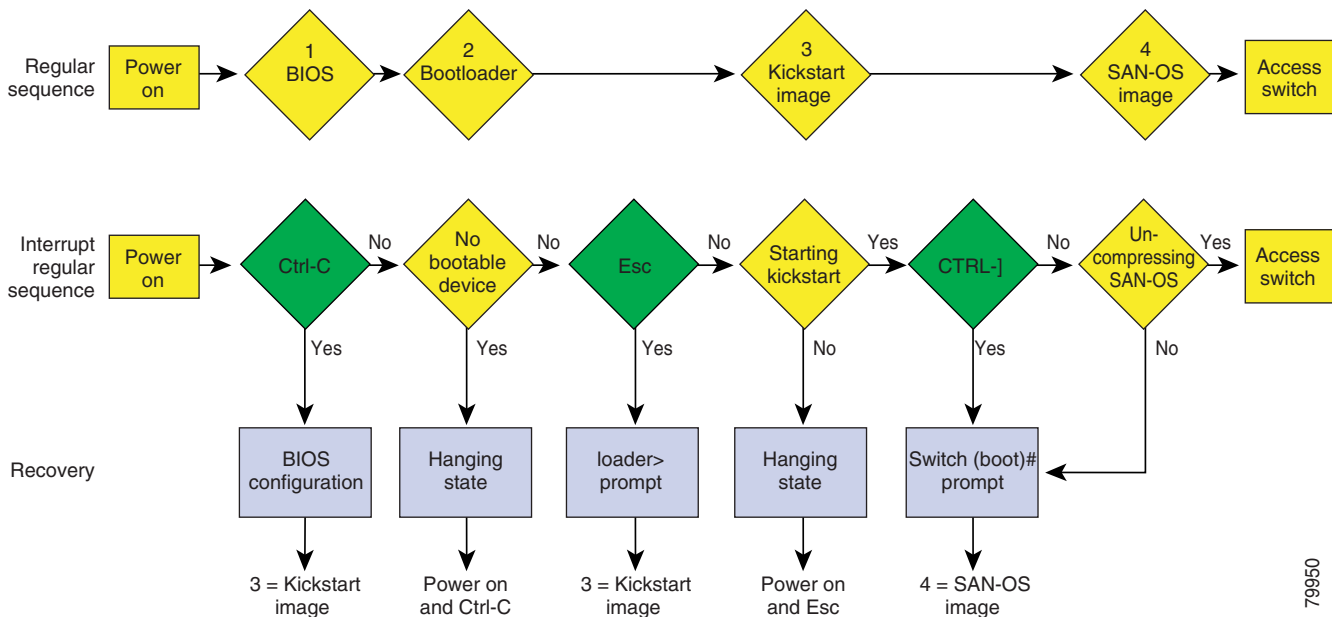 Regular
sequence
Power
on
1
BIOS
2
Bootloader
3
Kickstart
image
4
SAN-OS
image
Access
switch
Interrupt
regular
sequence
Power
on
Ctrl-C
No
No
bootable
device
No
Esc
No
Starting
kickstart
Yes
CTRL-]
No
Un-
compressing
SAN-OS
Yes
Access
switch
Yes
Yes
Yes
No
Yes
No
Recovery
BIOS
configuration
Hanging
state
loader>
prompt
Hanging
state
Switch (boot)#
prompt
3 = Kickstart
image
Power on
and Ctrl-C
3 = Kickstart
image
Power on
and Esc
4 = SAN-OS
image
79950